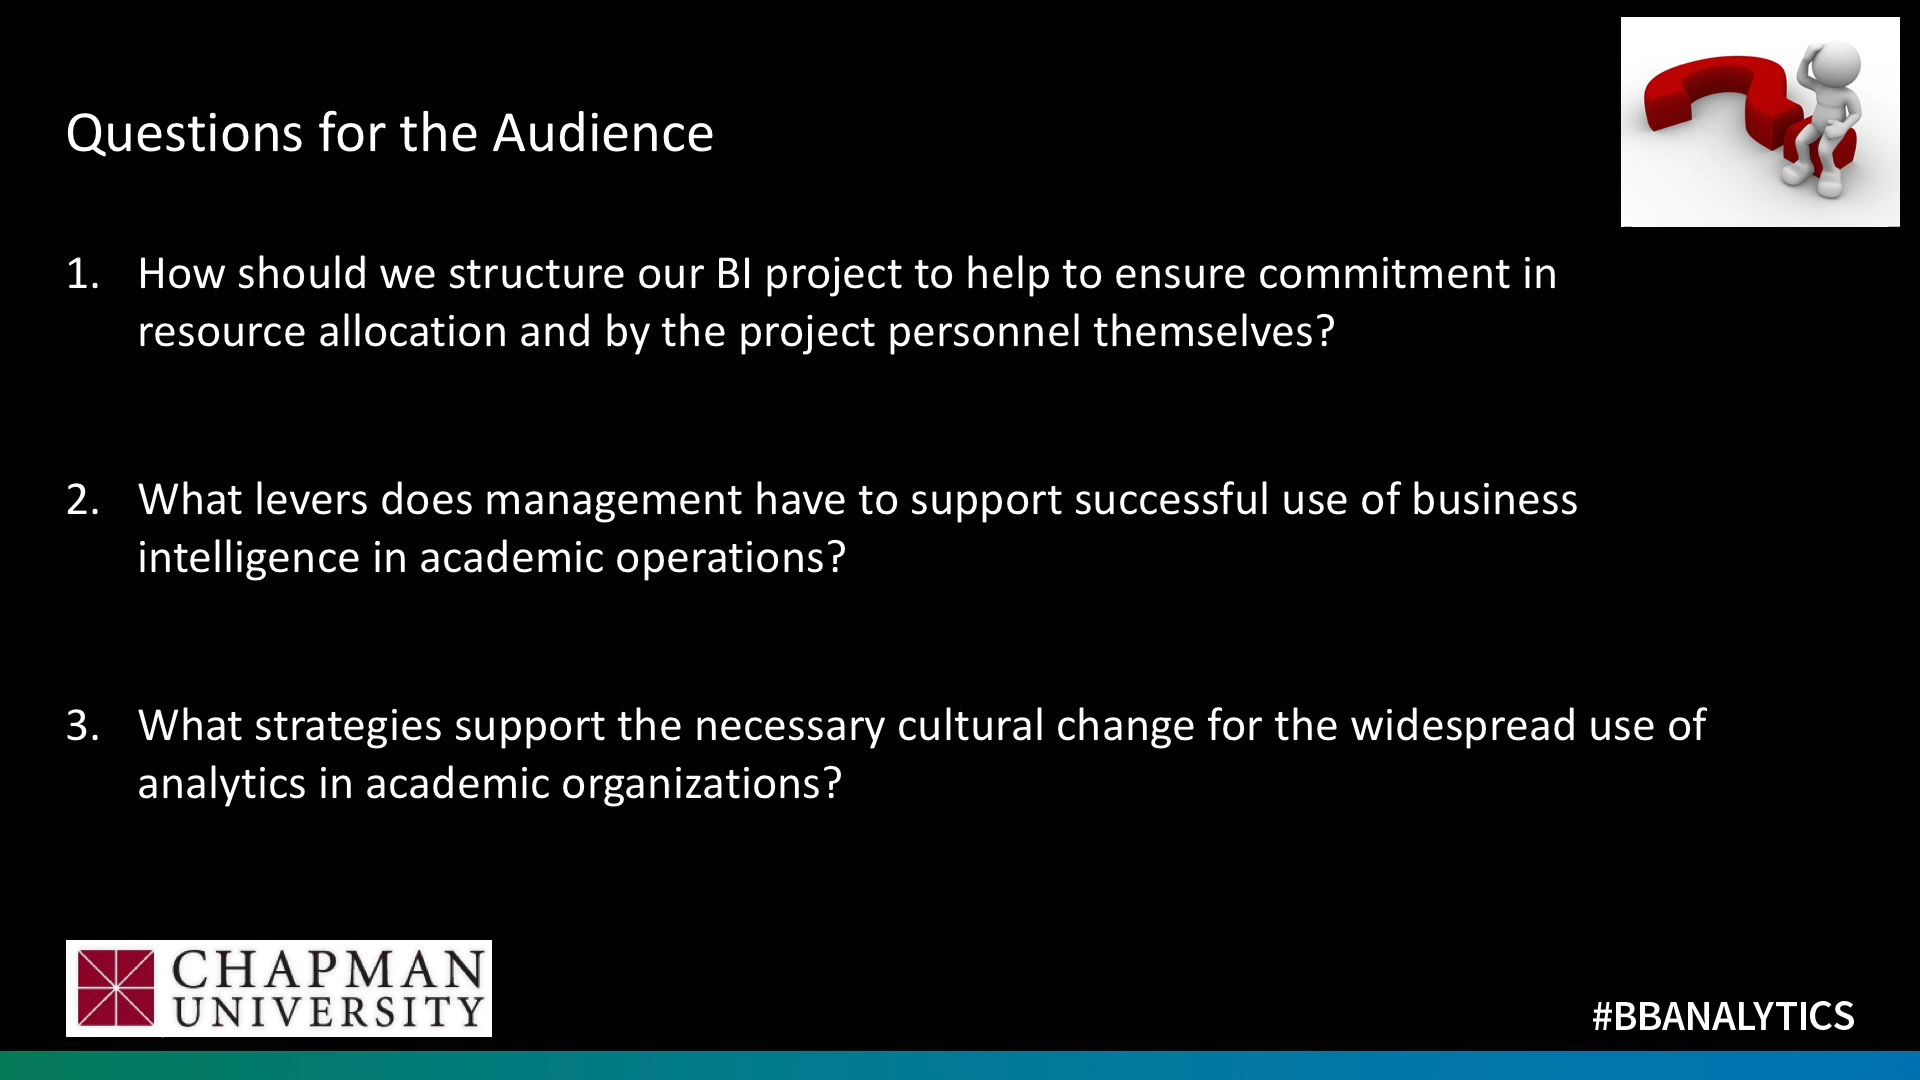 Questions for the Audience
1. How should we structure our BI project to help to ensure commitment in
resource allocation and by the project personnel themselves?
2. What levers does management have to support successful use of business
intelligence in academic operations?
3. What strategies support the necessary cultural change for the widespread use of
analytics in academic organizations?
CHAPMAN
UNIVERSITY
#BBANALYTICS